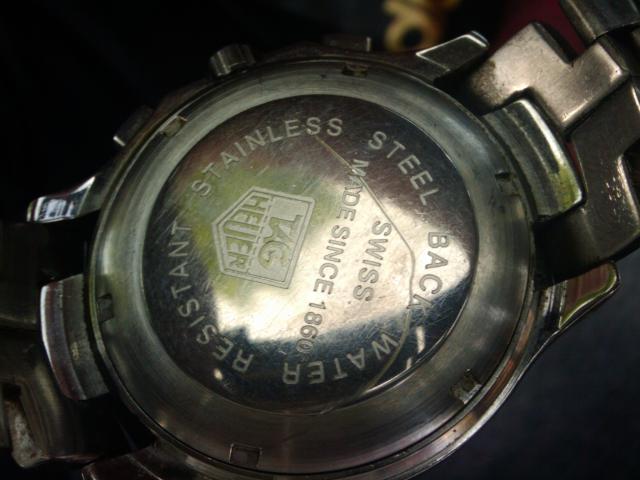 STAINLESS STEEL BACK WATER RESISTANT
TAG
HEUER
SWISS
MADE SINCE 1860